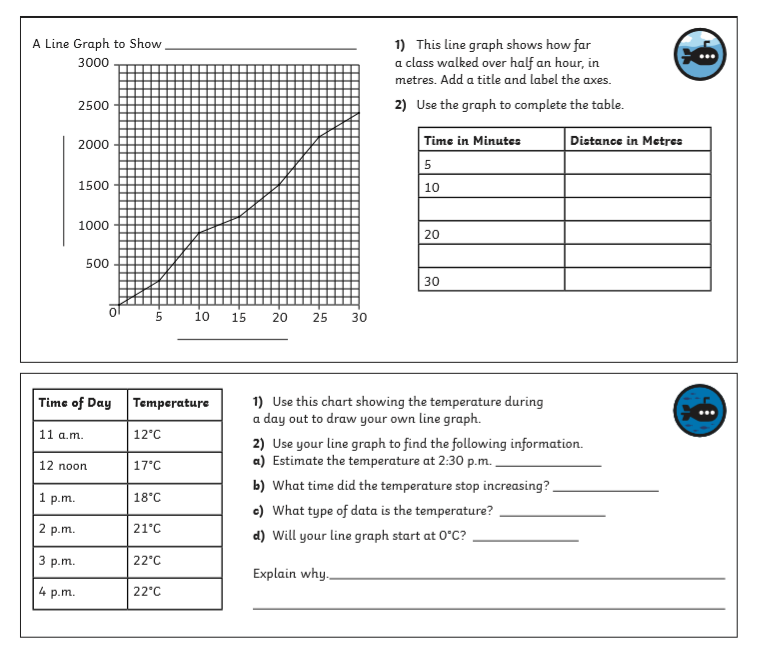 A Line Graph to Show
3000
2500
2000
1500
1000
500
0
5 10 15 20 25 30
1) This line graph shows how far
a class walked over half an hour, in
metres. Add a title and label the axes.
2) Use the graph to complete the table.
Time in Minutes Distance in Metres
5
10
20
30
Time of Day Temperature
11 a.m. 12°C
12 noon 17°C
1 p.m. 18°C
2 p.m. 21°C
3 p.m. 22°C
4 p.m. 22°C
1) Use this chart showing the temperature during
a day out to draw your own line graph.
2) Use your line graph to find the following information.
a) Estimate the temperature at 2:30 p.m.
b) What time did the temperature stop increasing?
c) What type of data is the temperature?
d) Will your line graph start at 0°C?
Explain why.